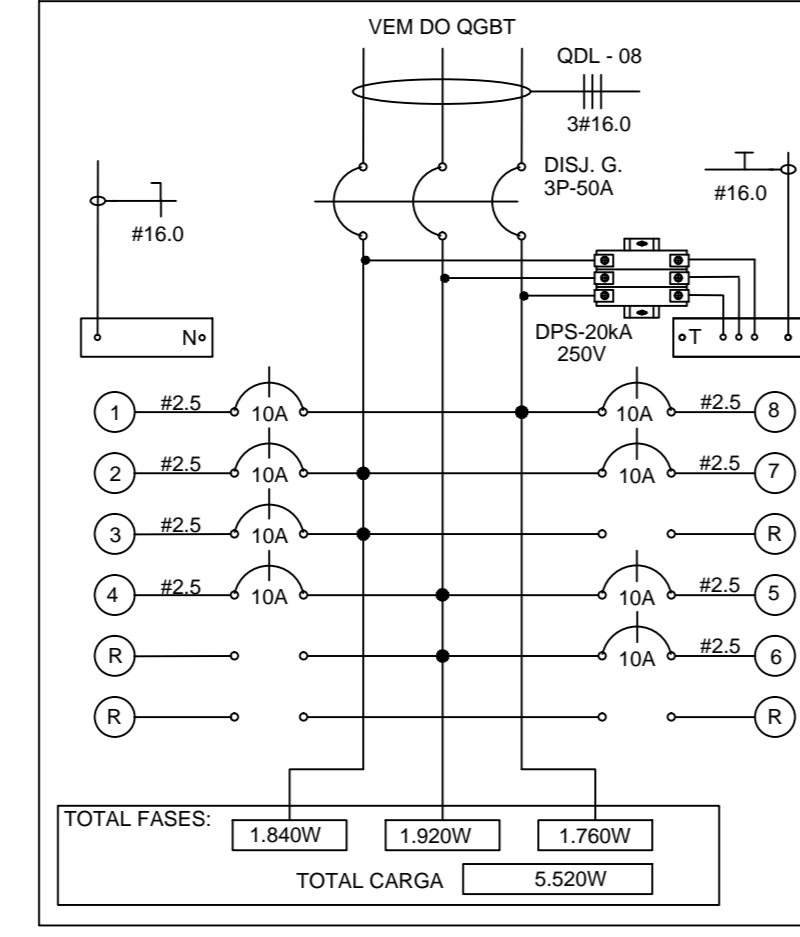 VEM DO QGBT
QDL - 08
3#16.0
DISJ. G.
3P-50A
#16.0
#16.0
DPS-20kA
250V
N
T
1 #2.5 10A 10A #2.5 8
2 #2.5 10A 10A #2.5 7
3 #2.5 10A R
4 #2.5 10A 10A #2.5 5
R 10A #2.5 6
R R
TOTAL FASES:
1.840W 1.920W 1.760W
TOTAL CARGA 5.520W